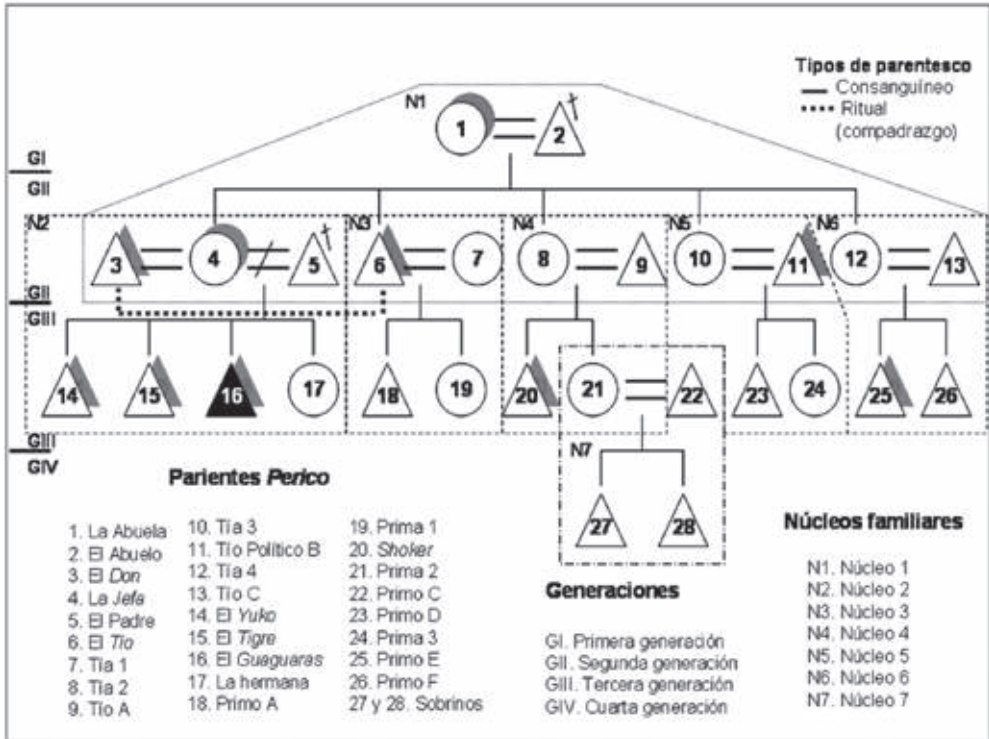 Tipos de parentesco
Consanguíneo
Ritual
(compadrazgo)
N1
1
2
GI
GII
N2
N3
N4
N5
N6
3
4
5
6
7
8
9
10
11
12
13
GII
GIII
14
15
16
17
18
19
20
21
22
23
24
25
26
GIII
GIV
N7
27
28
Parientes Perico
1. La Abuela
2. El Abuelo
3. El Don
4. La Jefa
5. El Padre
6. El Tío
7. Tía 1
8. Tía 2
9. Tío A
10. Tía 3
11. Tío Político B
12. Tía 4
13. Tío C
14. El Yuko
15. El Tigre
16. El Guaguaras
17. La hermana
18. Primo A
19. Prima 1
20. Shoker
21. Prima 2
22. Primo C
23. Primo D
24. Prima 3
25. Primo E
26. Primo F
27 y 28. Sobrinos
Generaciones
GI. Primera generación
GII. Segunda generación
GIII. Tercera generación
GIV. Cuarta generación
Núcleos familiares
N1. Núcleo 1
N2. Núcleo 2
N3. Núcleo 3
N4. Núcleo 4
N5. Núcleo 5
N6. Núcleo 6
N7. Núcleo 7